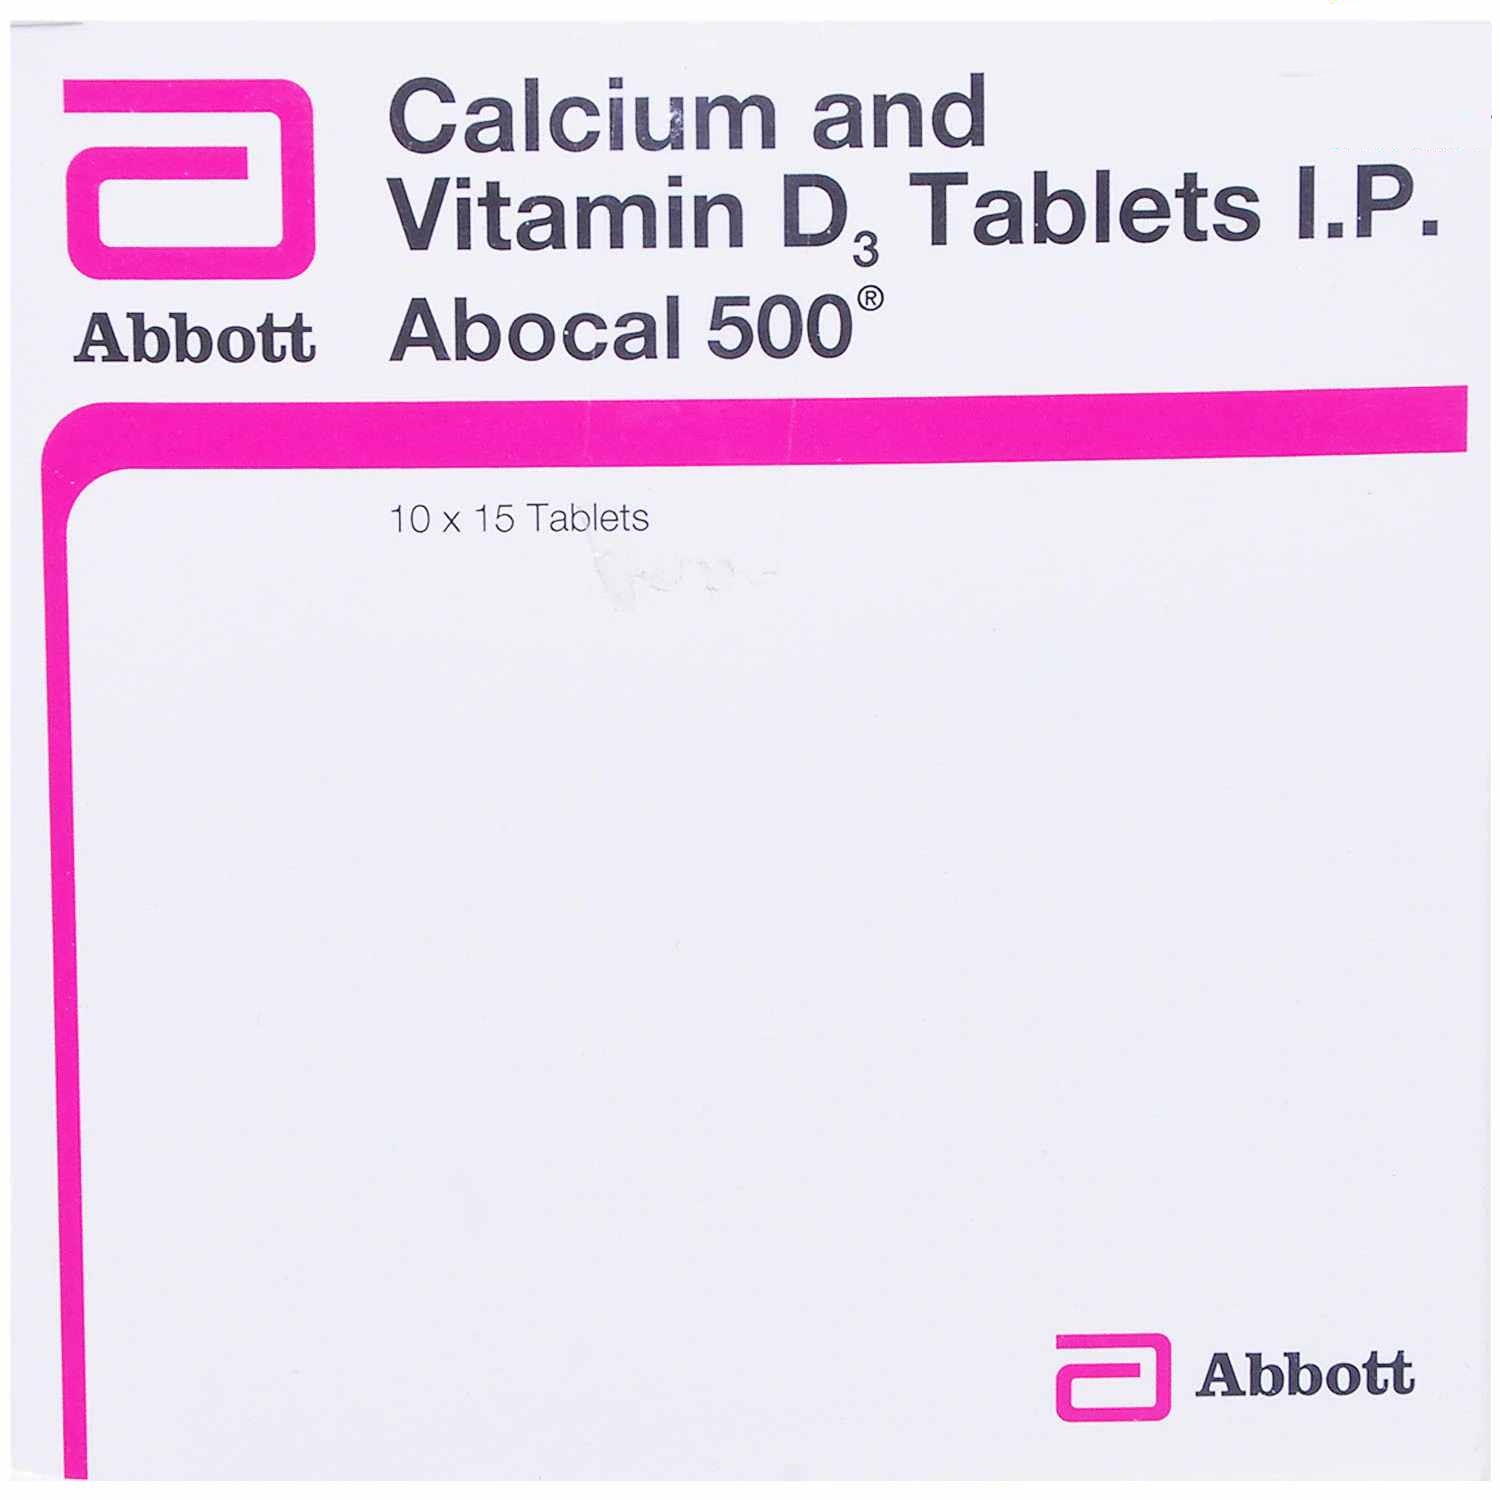 Calcium and
Vitamin D₃ Tablets I.P.
Abbott
Abocal 500®
10 x 15 Tablets
Abbott